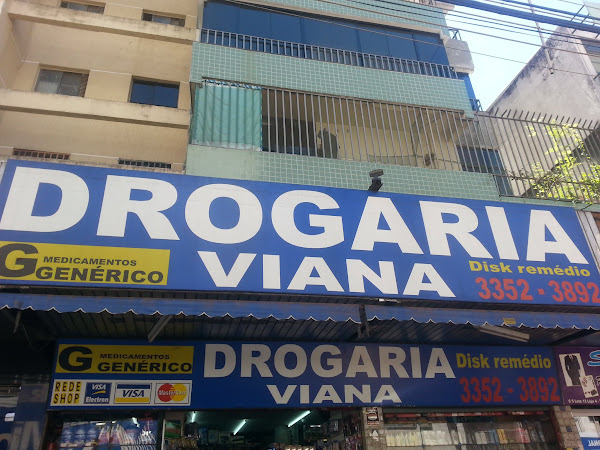 DROGARIA
G MEDICAMENTOS
GENÉRICO
VIANA
Disk remédio
3352 - 3892
G MEDICAMENTOS
GENÉRICO
DROGARIA
VIANA
Disk remédio
3352 - 3892
REDE
SHOP
VISA
Electron
VISA
MasterCard